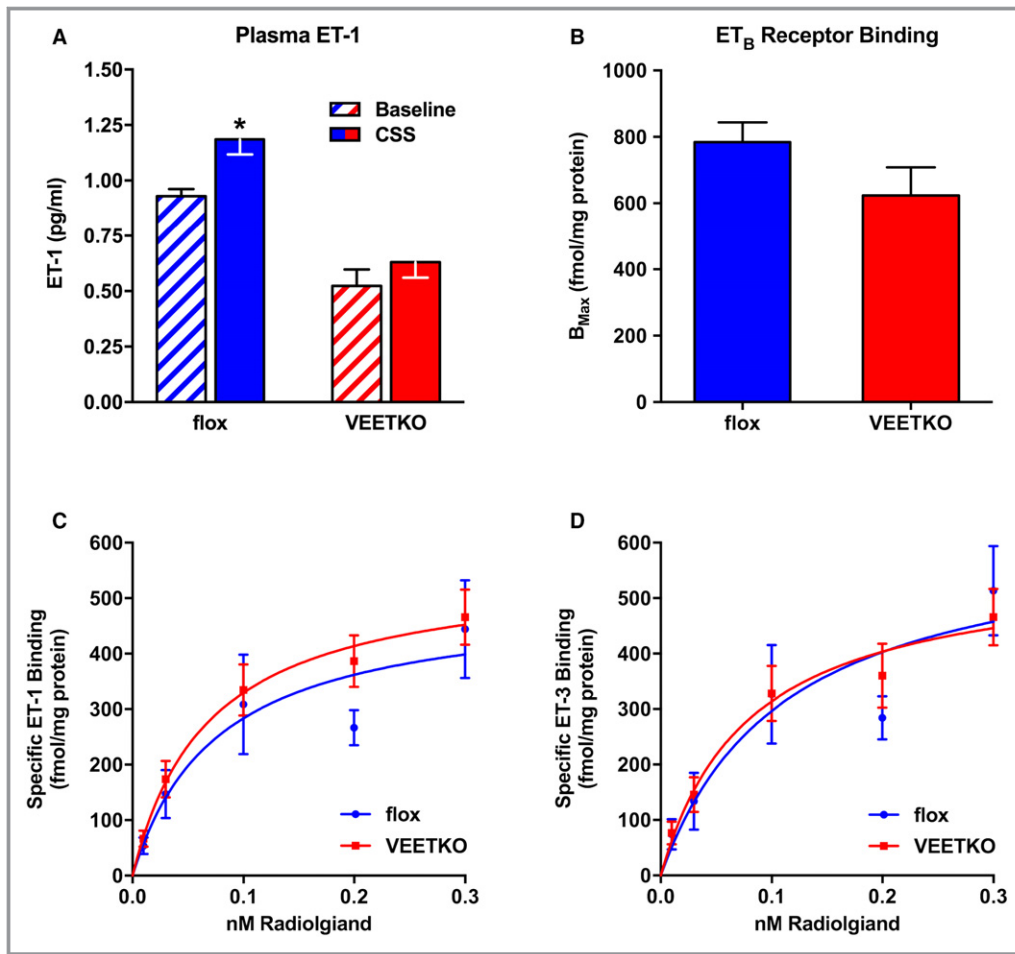 A
Plasma ET-1
1.50
1.25
1.00
0.75
0.50
0.25
0.00
ET-1 (pg/ml)
*
Baseline
CSS
flox
VEETKO
B
ETB Receptor Binding
1000
800
600
400
200
0
BMax (fmol/mg protein)
flox
VEETKO
C
600
500
400
300
200
100
0
Specific ET-1 Binding
(fmol/mg protein)
flox
VEETKO
0.0
0.1
0.2
0.3
nM Radiolgiand
D
600
500
400
300
200
100
0
Specific ET-3 Binding
(fmol/mg protein)
flox
VEETKO
0.0
0.1
0.2
0.3
nM Radiolgiand